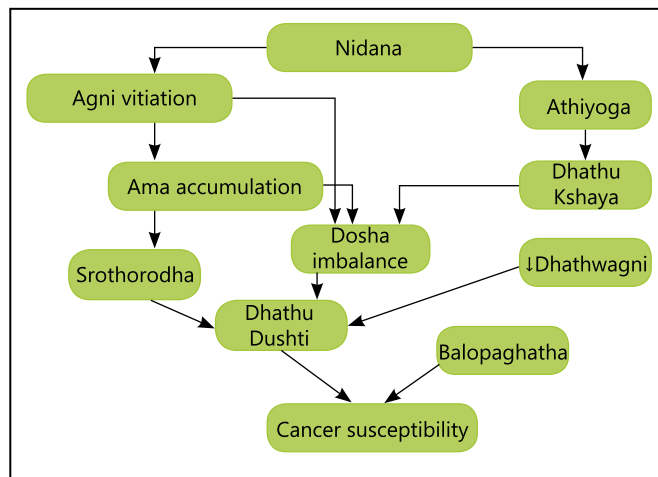 Nidana
Agni vitiation
Athiyoga
Ama accumulation
Dhathu
Kshaya
Dosha
imbalance
Srothorodha
↓Dhathwagni
Dhathu
Dushti
Balopaghatha
Cancer susceptibility